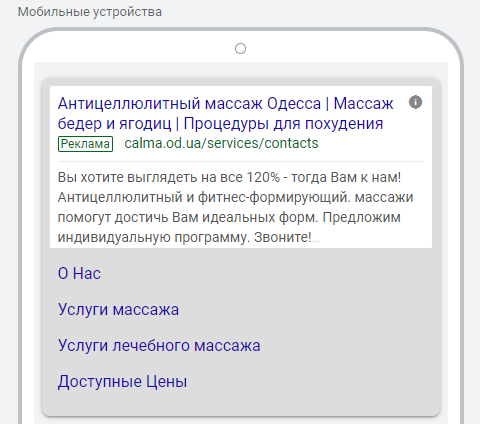 Мобильные устройства
Антицеллюлитный массаж Одесса | Массаж
бедер и ягодиц | Процедуры для похудения
Реклама calma.od.ua/services/contacts
Вы хотите выглядеть на все 120% - тогда Вам к нам!
Антицеллюлитный и фитнес-формирующий. массажи
помогут достичь Вам идеальных форм. Предложим
индивидуальную программу. Звоните!...
О Нас
Услуги массажа
Услуги лечебного массажа
Доступные Цены